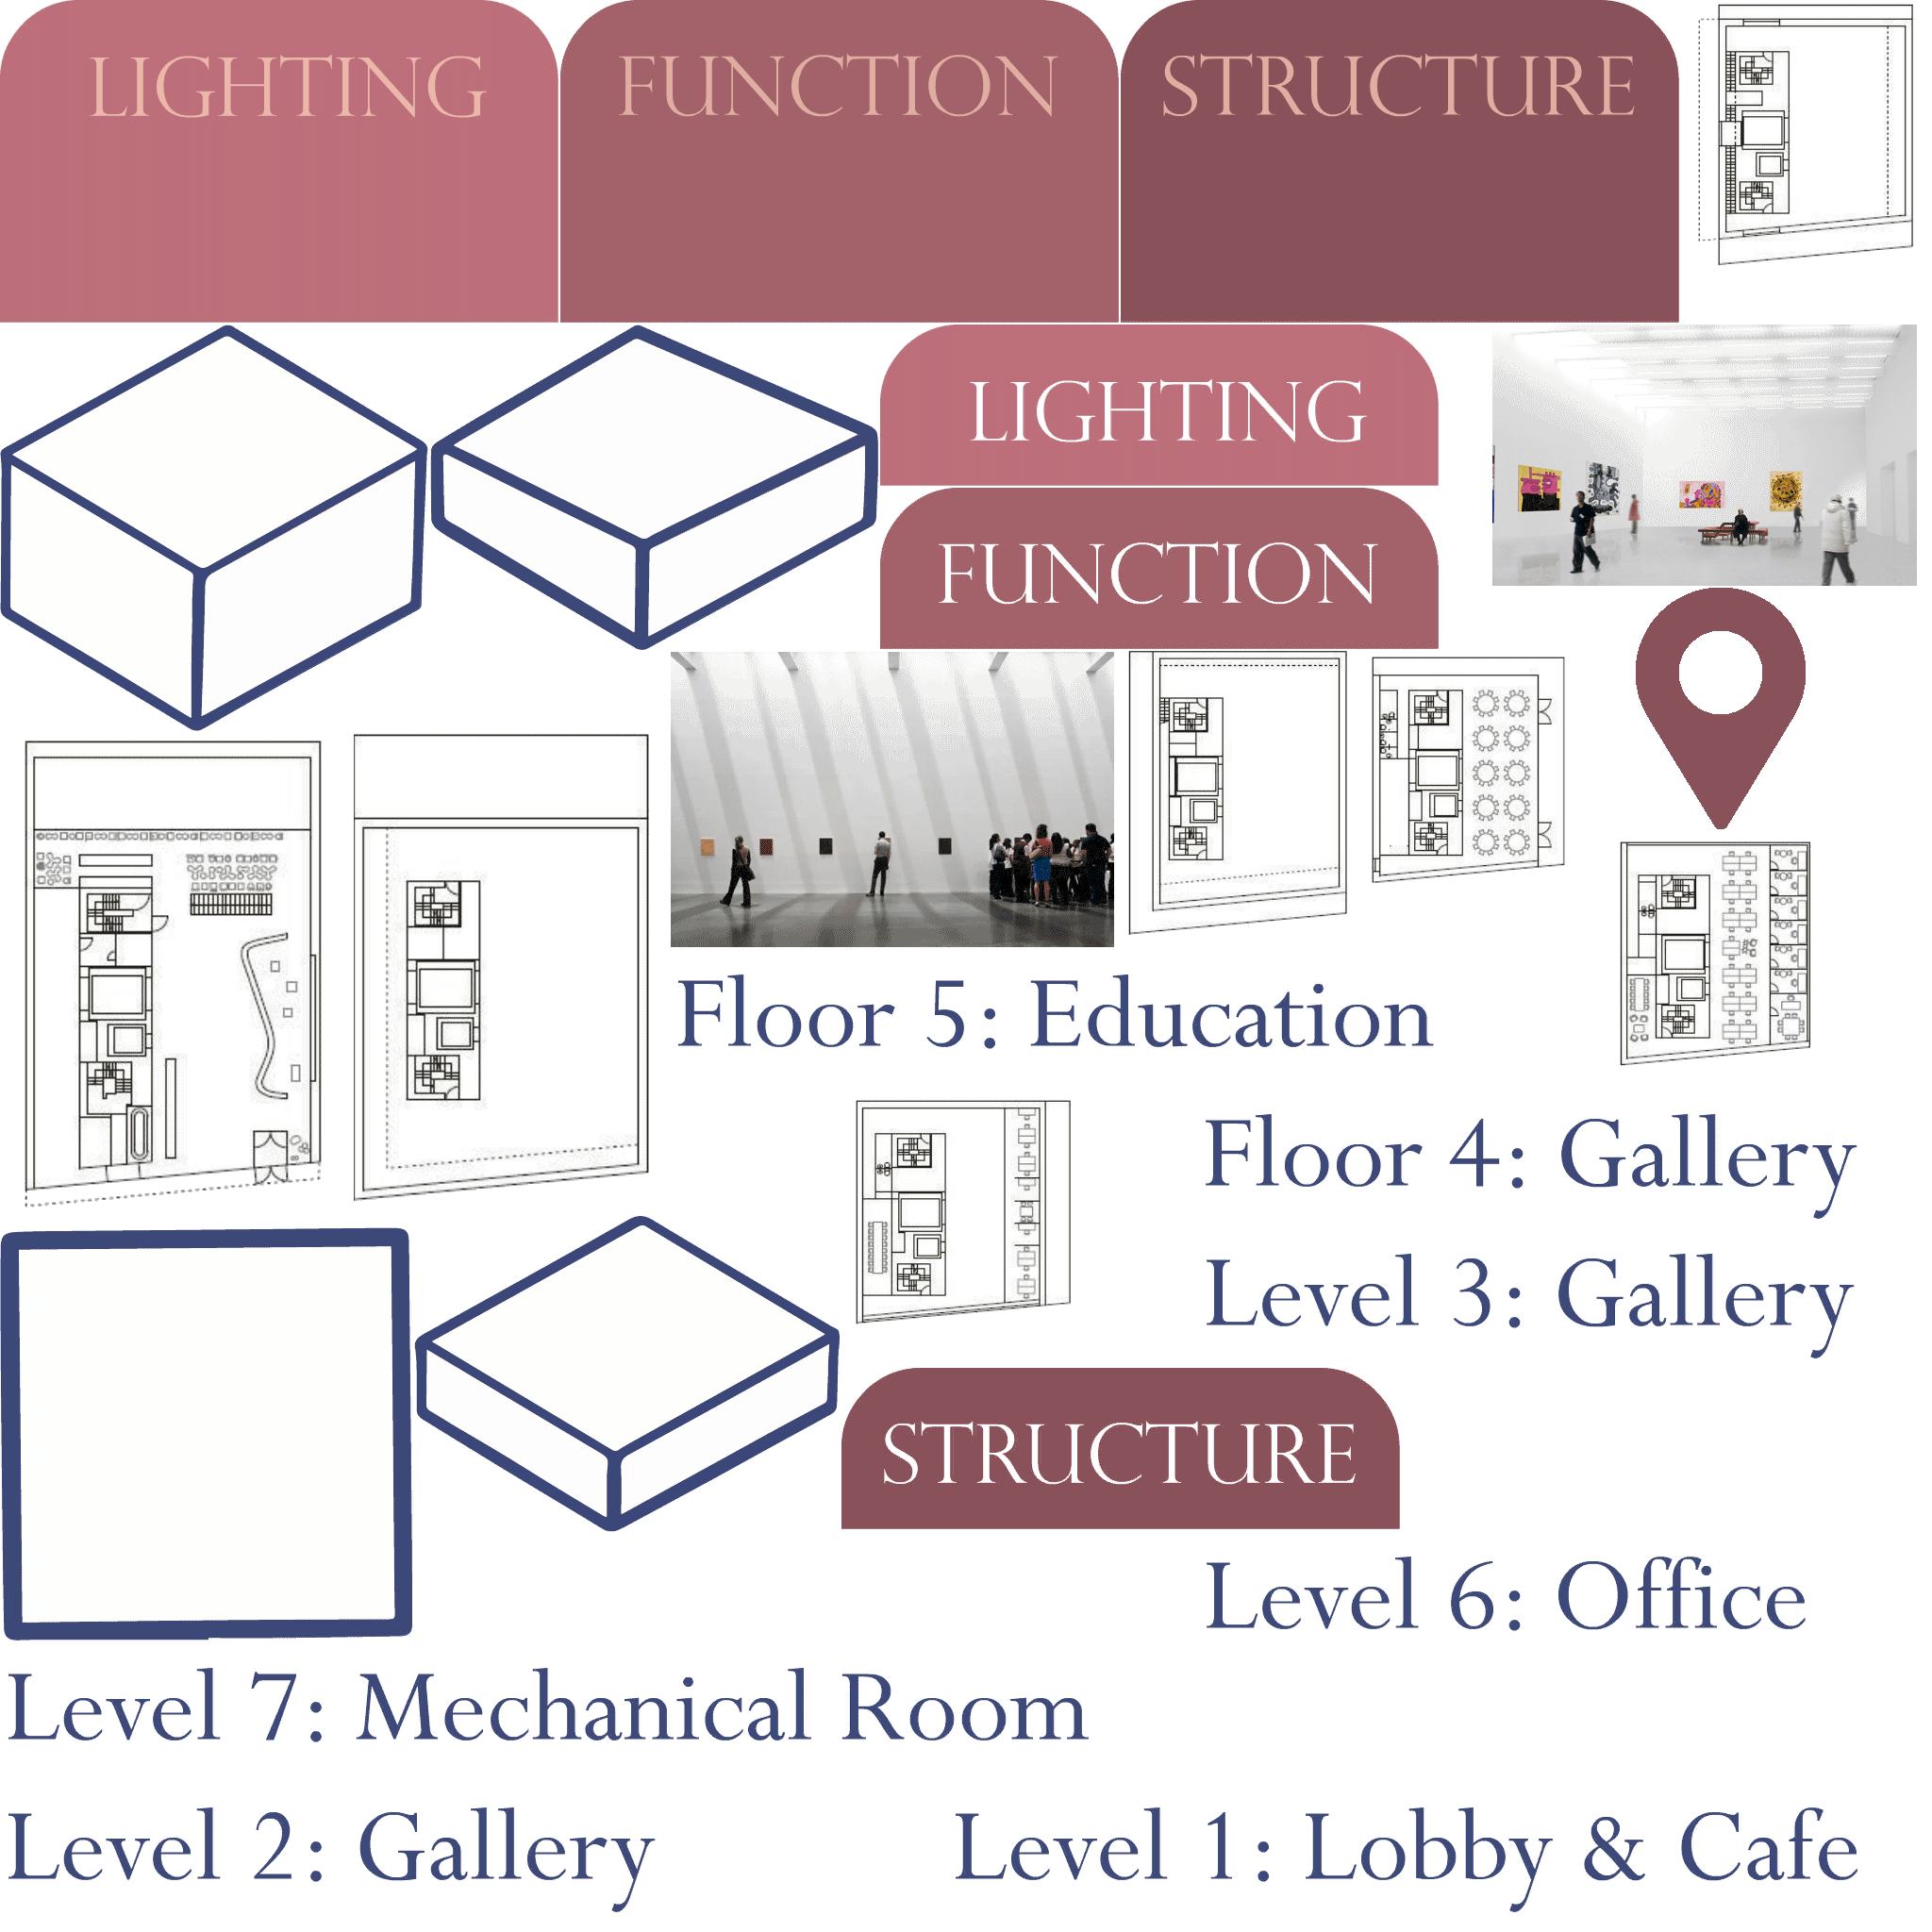 LIGHTING
FUNCTION
STRUCTURE
LIGHTING
FUNCTION
Floor 5: Education
Floor 4: Gallery
Level 3: Gallery
STRUCTURE
Level 6: Office
Level 7: Mechanical Room
Level 2: Gallery
Level 1: Lobby & Cafe